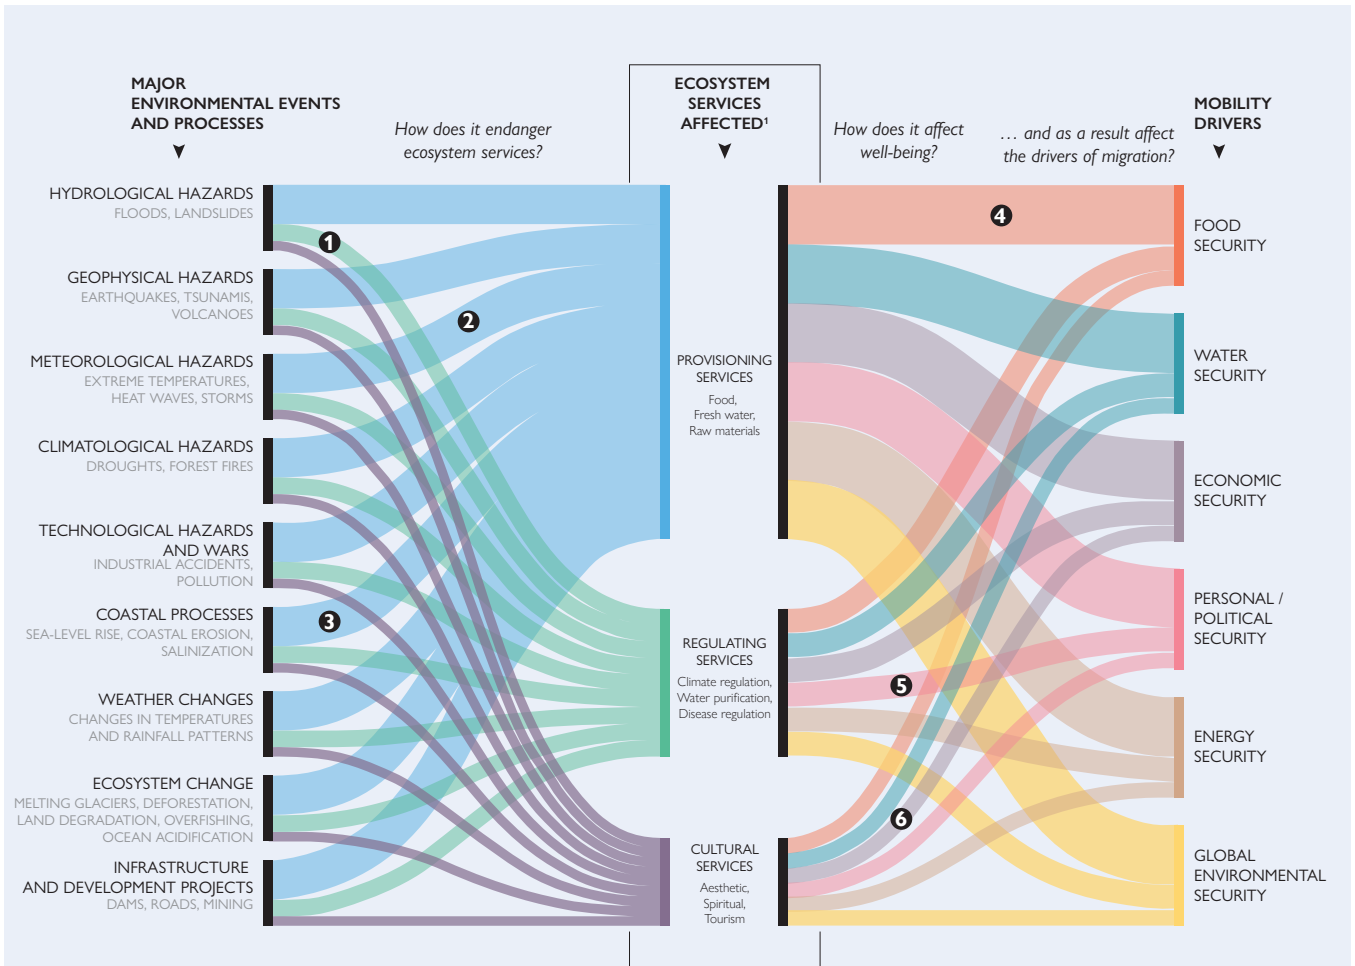 MAJOR
ENVIRONMENTAL EVENTS
AND PROCESSES
How does it endanger
ecosystem services?
ECOSYSTEM
SERVICES
AFFECTED¹
How does it affect
well-being?
… and as a result affect
the drivers of migration?
MOBILITY
DRIVERS
HYDROLOGICAL HAZARDS
FLOODS, LANDSLIDES
GEOPHYSICAL HAZARDS
EARTHQUAKES, TSUNAMIS,
VOLCANOES
METEOROLOGICAL HAZARDS
EXTREME TEMPERATURES,
HEAT WAVES, STORMS
CLIMATOLOGICAL HAZARDS
DROUGHTS, FOREST FIRES
TECHNOLOGICAL HAZARDS
AND WARS
INDUSTRIAL ACCIDENTS,
POLLUTION
COASTAL PROCESSES
SEA-LEVEL RISE, COASTAL EROSION,
SALINIZATION
WEATHER CHANGES
CHANGES IN TEMPERATURES
AND RAINFALL PATTERNS
ECOSYSTEM CHANGE
MELTING GLACIERS, DEFORESTATION,
LAND DEGRADATION, OVERFISHING,
OCEAN ACIDIFICATION
INFRASTRUCTURE
AND DEVELOPMENT PROJECTS
DAMS, ROADS, MINING
1
2
3
PROVISIONING
SERVICES
Food,
Fresh water,
Raw materials
REGULATING
SERVICES
Climate regulation,
Water purification,
Disease regulation
CULTURAL
SERVICES
Aesthetic,
Spiritual,
Tourism
4
5
6
FOOD
SECURITY
WATER
SECURITY
ECONOMIC
SECURITY
PERSONAL /
POLITICAL
SECURITY
ENERGY
SECURITY
GLOBAL
ENVIRONMENTAL
SECURITY